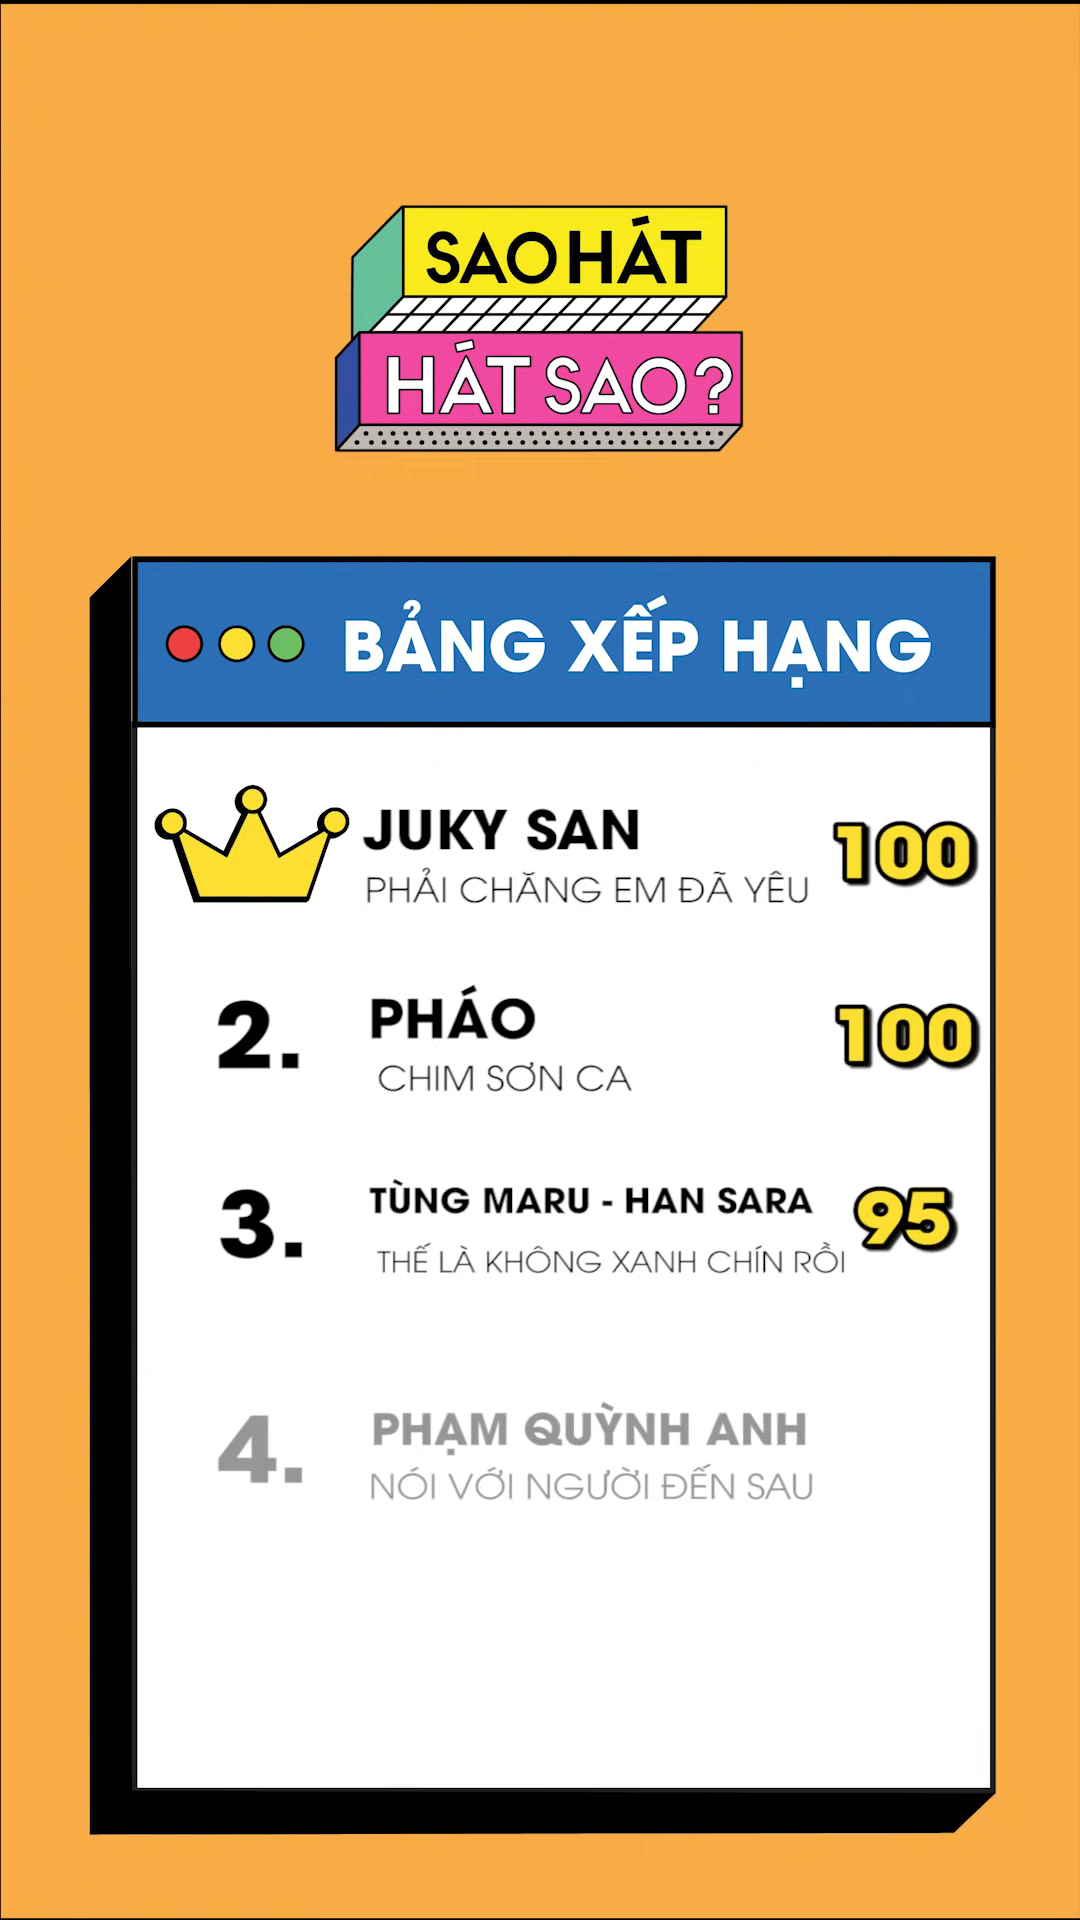 SAO HÁT
HÁT SAO?
BẢNG XẾP HẠNG
JUKY SAN
PHẢI CHĂNG EM ĐÃ YÊU
100
2.
PHÁO
CHIM SƠN CA
100
3.
TÙNG MARU - HAN SARA
THẾ LÀ KHÔNG XANH CHÍN RỒI
95
4.
PHẠM QUỲNH ANH
NÓI VỚI NGƯỜI ĐẾN SAU